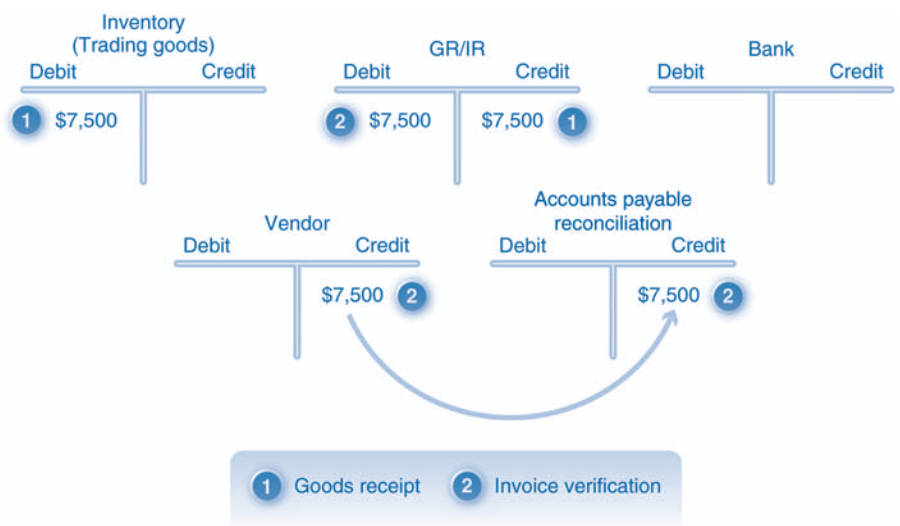 Inventory
(Trading goods)
Debit Credit
1 $7,500
GR/IR
Debit Credit
2 $7,500 $7,500 1
Bank
Debit Credit
Vendor
Debit Credit
$7,500 2
Accounts payable
reconciliation
Debit Credit
$7,500 2
1 Goods receipt 2 Invoice verification